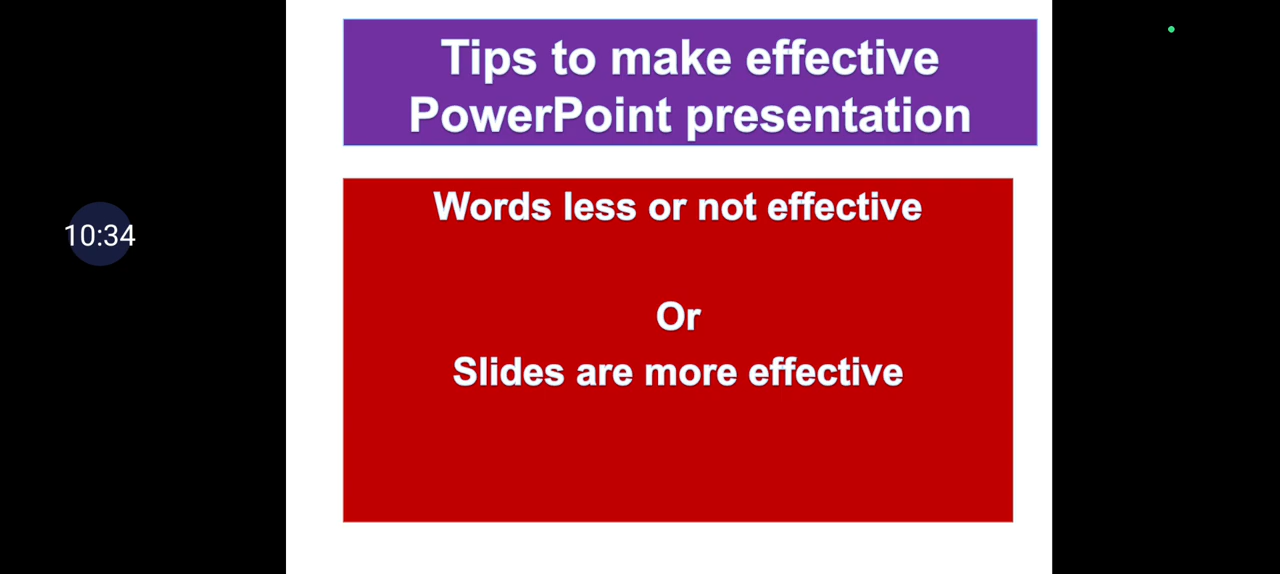 Tips to make effective
PowerPoint presentation
Words less or not effective
10:34
Or
Slides are more effective